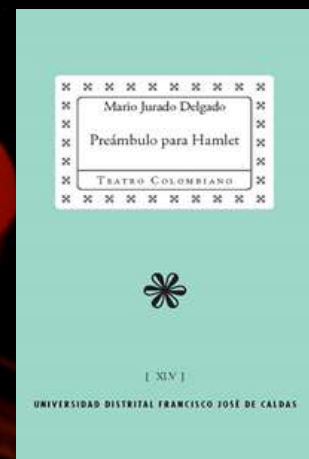 Mario Jurado Delgado
Preámbulo para Hamlet
Teatro Colombiano
[ XLV ]
UNIVERSIDAD DISTRITAL FRANCISCO JOSÉ DE CALDAS